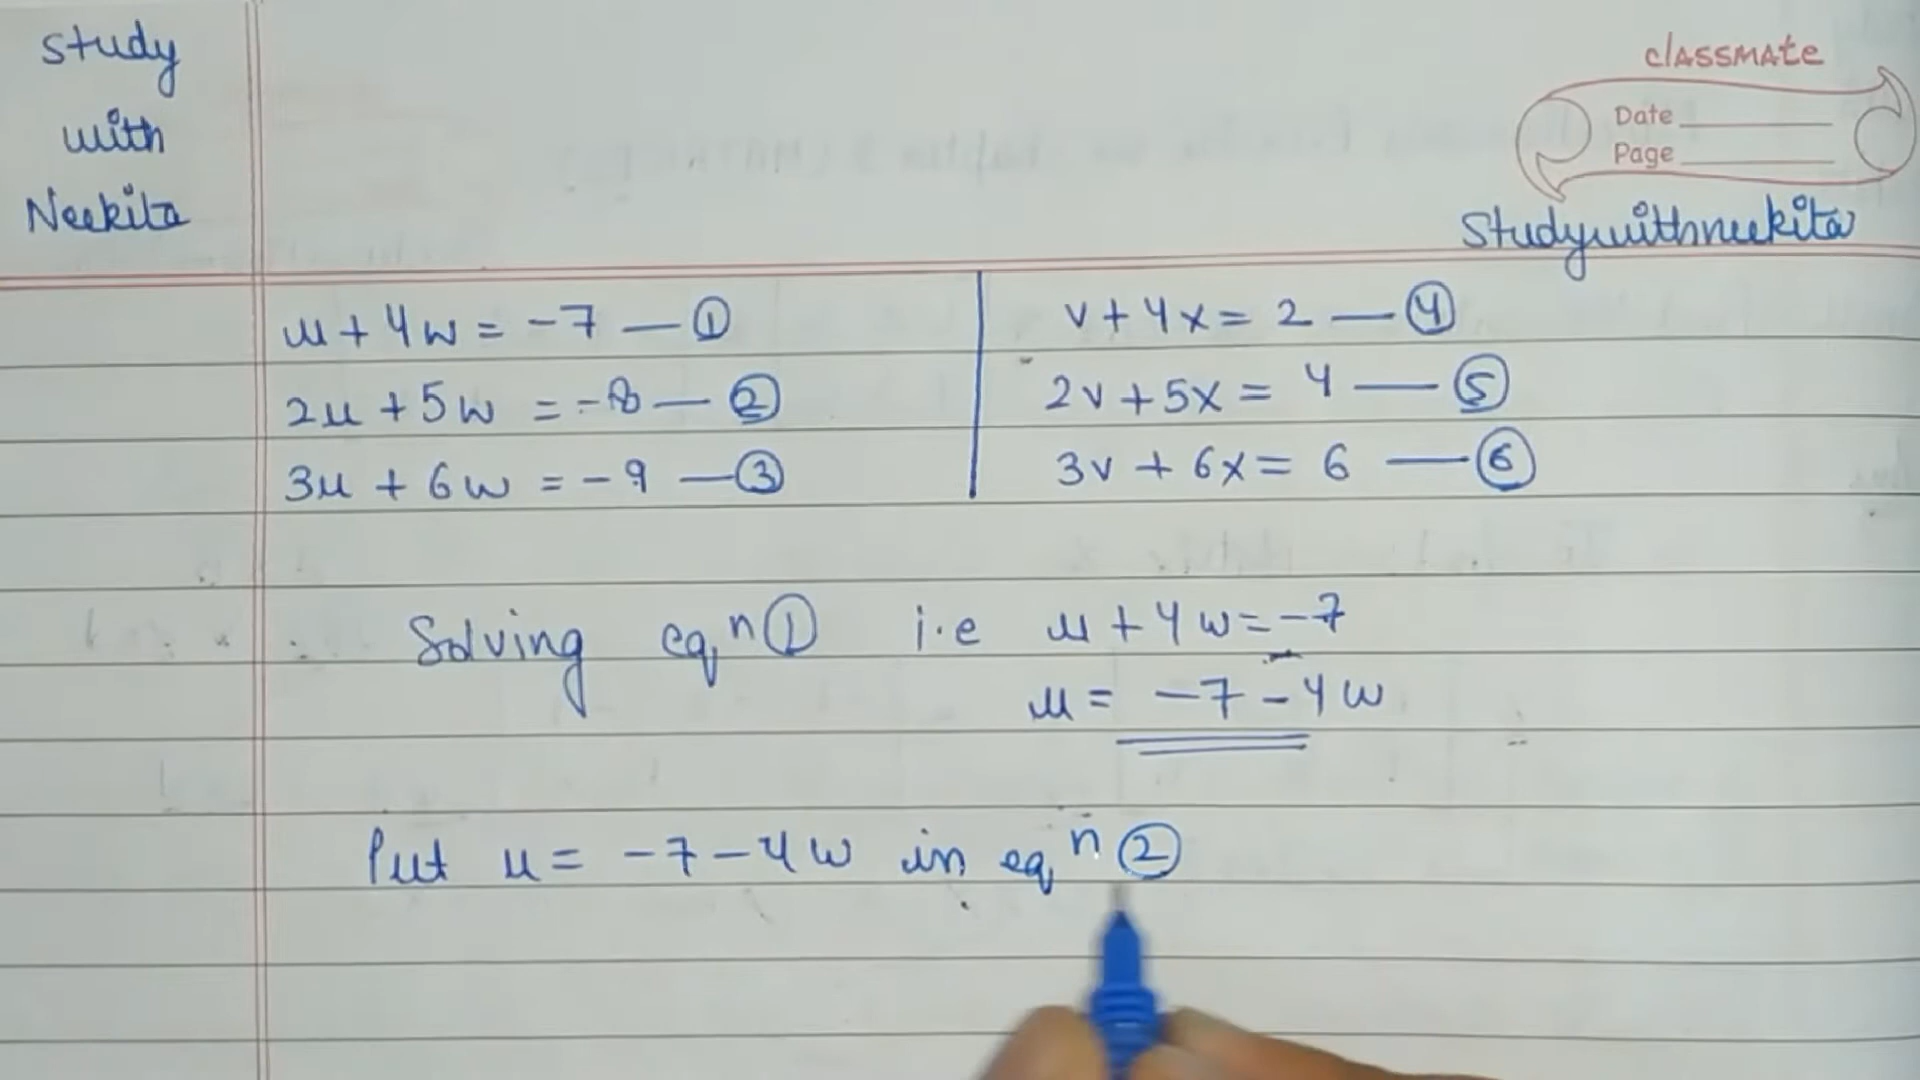 study
with
Neekita
classmate
Date
Page
Studywithneekita
u + 4w = -7 — ①
2u + 5w = -8 — ②
3u + 6w = -9 — ③
v + 4x = 2 — ④
2v + 5x = 4 — ⑤
3v + 6x = 6 — ⑥
Solving eqⁿ ① i.e u + 4w = -7
u = -7 - 4w
Put u = -7 - 4w in eqⁿ ②